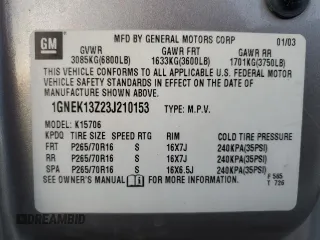 GM
MFD BY GENERAL MOTORS CORP
01/03
GVWR GAWR FRT GAWR RR
3085KG(6800LB) 1633KG(3600LB) 1701KG(3750LB)
THIS VEHICLE CONFORMS TO ALL APPLICABLE U.S. FEDERAL
MOTOR VEHICLE SAFETY STANDARDS IN EFFECT ON THE DATE
OF MANUFACTURE SHOWN ABOVE.
1GNEK13Z23J210153 TYPE: M.P.V.
MODEL: K15706
KPDQ TIRE SIZE SPEED RTG RIM COLD TIRE PRESSURE
FRT P265/70R16 S 16X7J 240KPA(35PSI)
RR P265/70R16 S 16X7J 240KPA(35PSI)
SPA P265/70R16 S 16X6.5J 240KPA(35PSI)
SEE OWNER'S MANUAL FOR MORE INFORMATION.
F 585
T 726